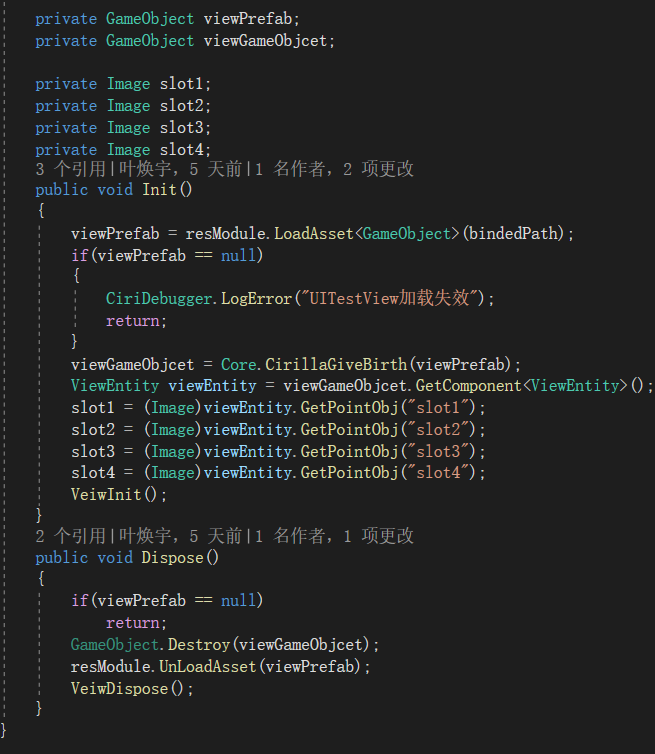 private GameObject viewPrefab;
private GameObject viewGameObjcet;
private Image slot1;
private Image slot2;
private Image slot3;
private Image slot4;
3 个引用|叶焕宇，5 天前|1 名作者，2 项更改
public void Init()
{
viewPrefab = resModule.LoadAsset<GameObject>(bindedPath);
if(viewPrefab == null)
{
CiriDebugger.LogError("UITestView加载失效");
return;
}
viewGameObjcet = Core.CirillaGiveBirth(viewPrefab);
ViewEntity viewEntity = viewGameObjcet.GetComponent<ViewEntity>();
slot1 = (Image)viewEntity.GetPointObj("slot1");
slot2 = (Image)viewEntity.GetPointObj("slot2");
slot3 = (Image)viewEntity.GetPointObj("slot3");
slot4 = (Image)viewEntity.GetPointObj("slot4");
VeiwInit();
}
2 个引用|叶焕宇，5 天前|1 名作者，1 项更改
public void Dispose()
{
if(viewPrefab == null)
return;
GameObject.Destroy(viewGameObjcet);
resModule.UnLoadAsset(viewPrefab);
VeiwDispose();
}
}